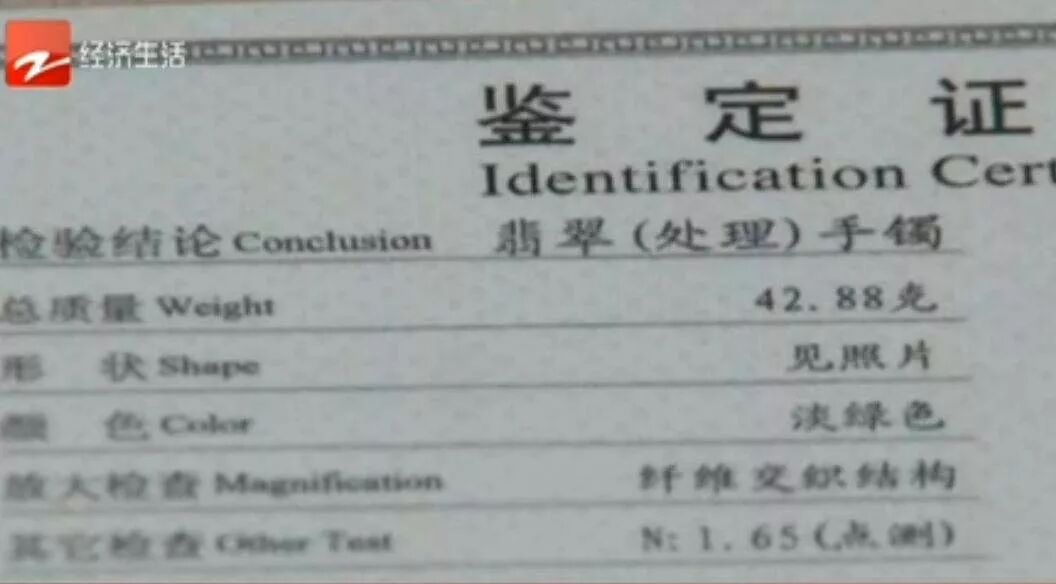 经济生活
鉴 定 证
Identification Cert
检验结论 Conclusion 翡翠(处理)手镯
总质量 Weight 42.88克
形 状 Shape 见照片
颜 色 Color 淡绿色
放大检查 Magnification 纤维交织结构
其它检查 Other Test N: 1.65(点测)